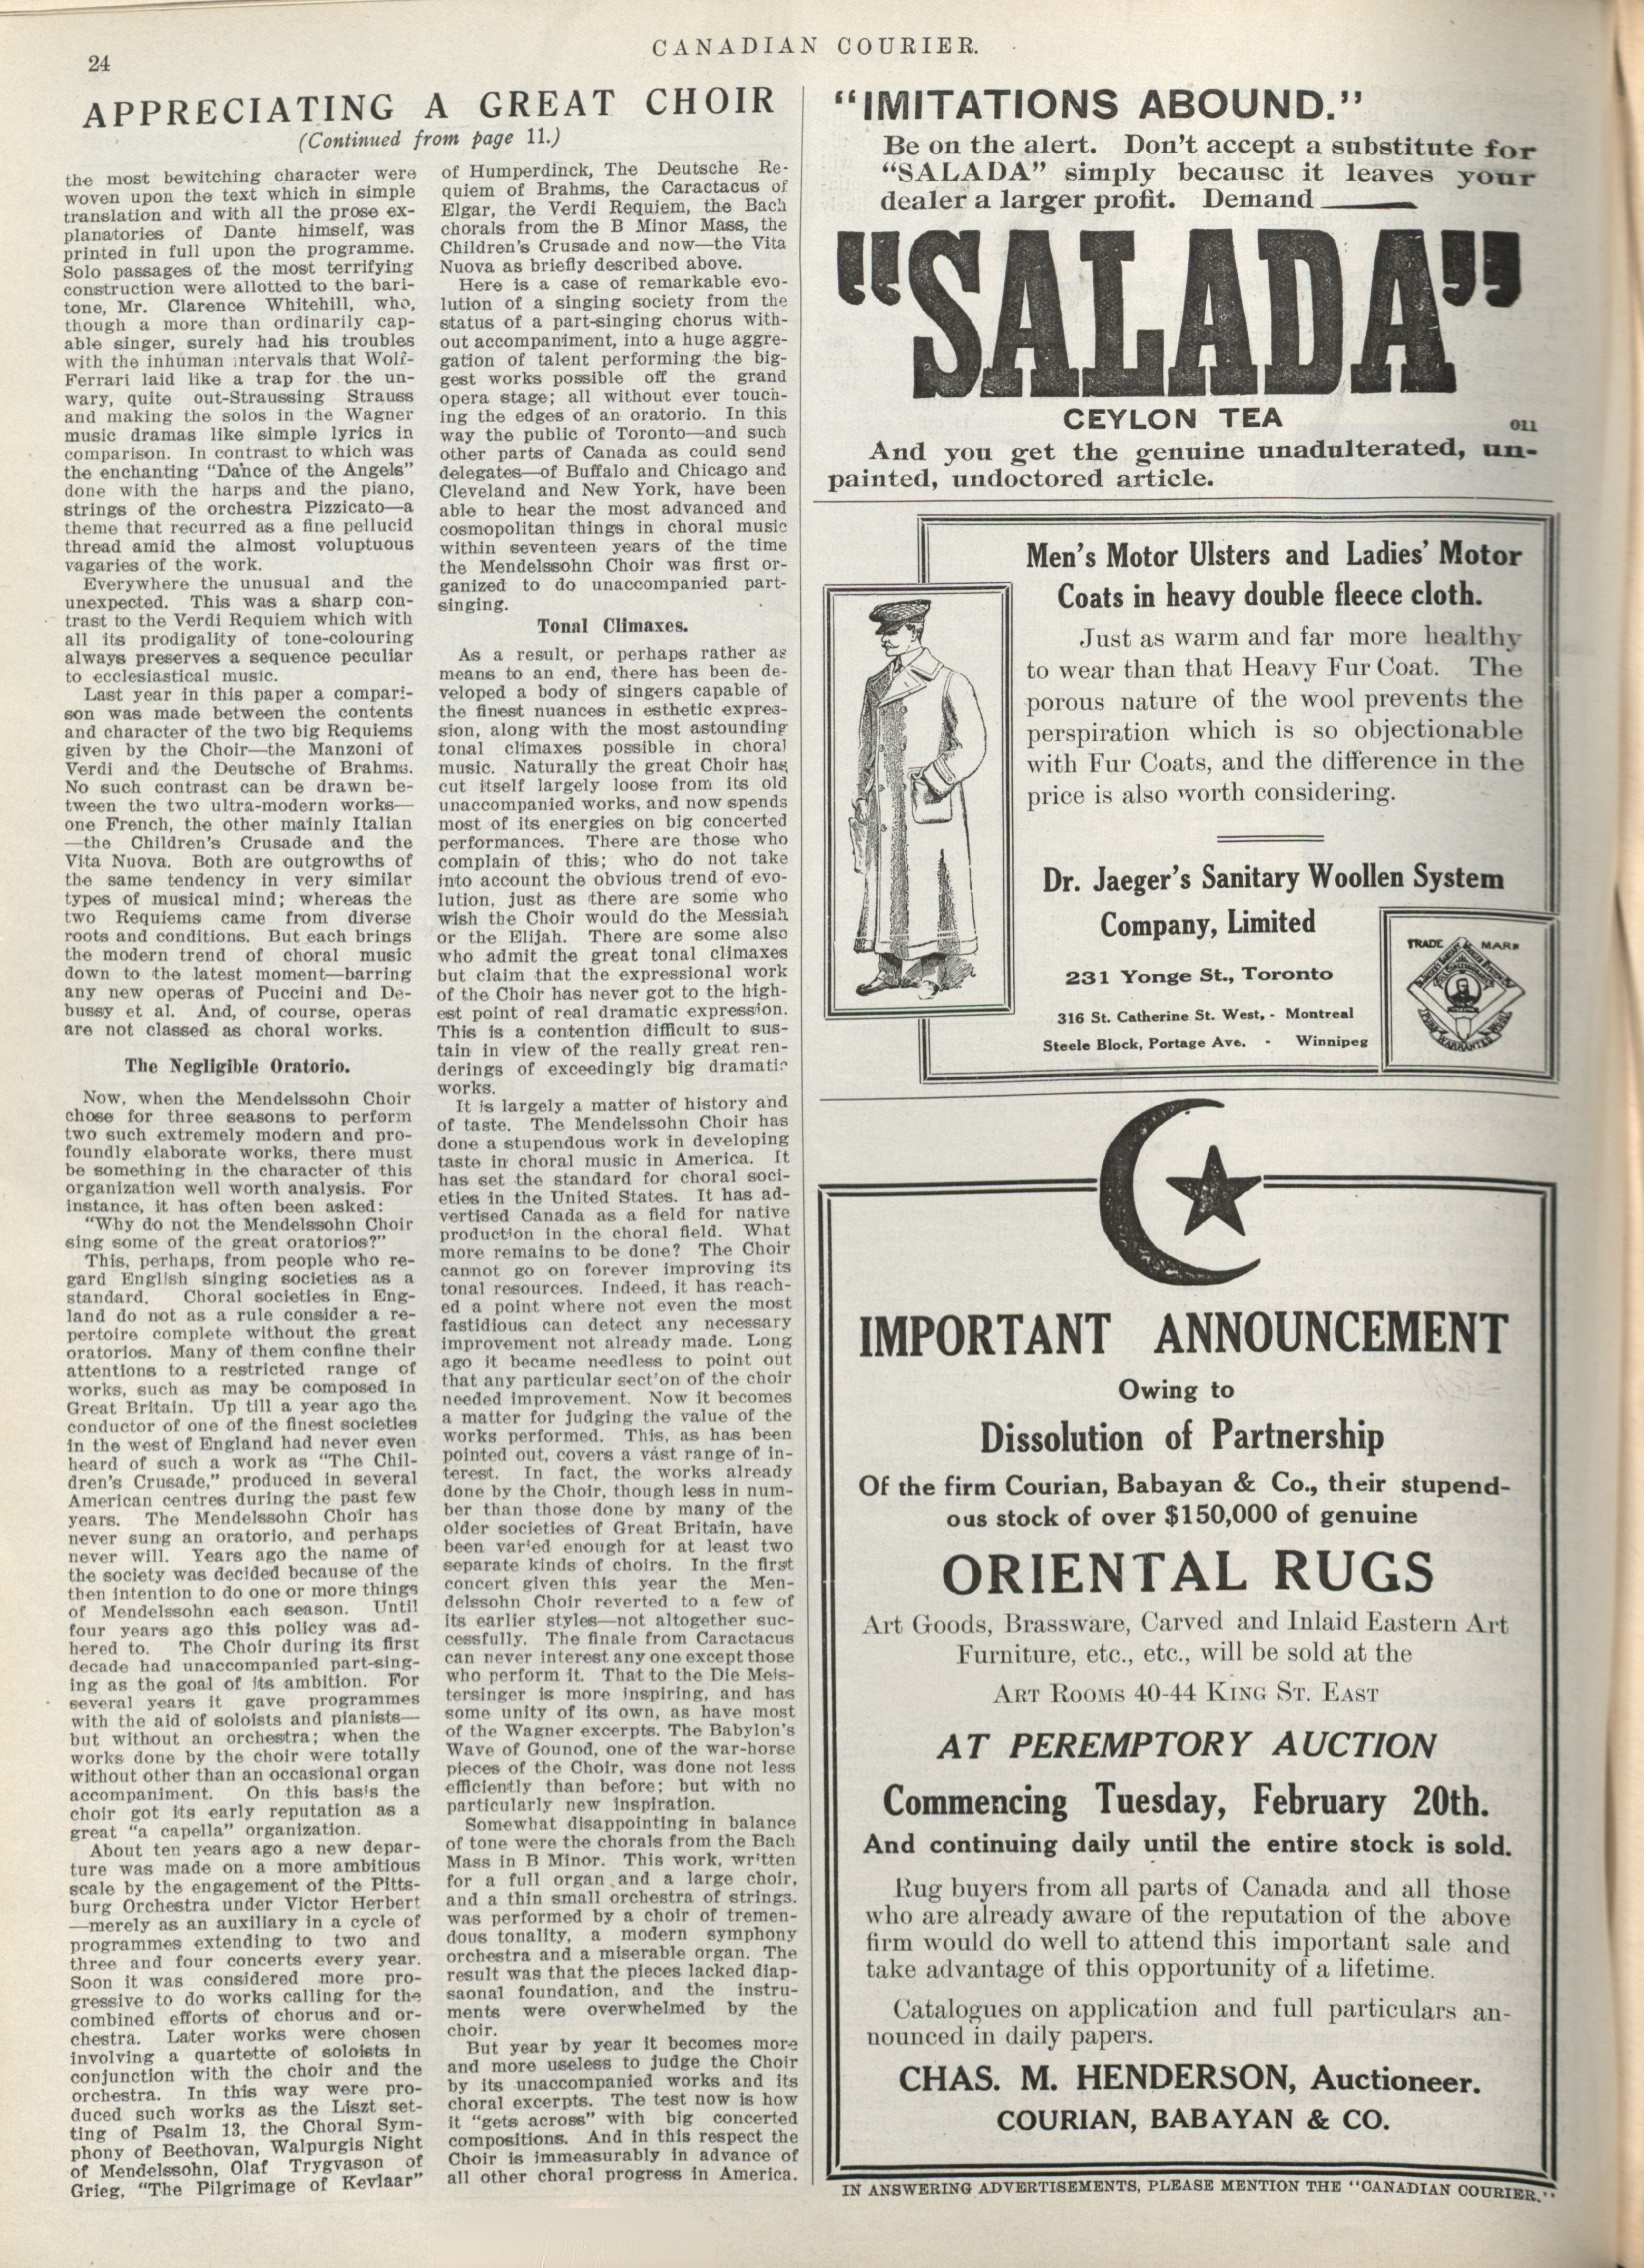 24
CANADIAN COURIER.
APPRECIATING A GREAT CHOIR
(Continued from page 11.)
the most bewitching character were
woven upon the text which in simple
translation and with all the prose ex-
planatories of Dante himself, was
printed in full upon the programme.
Solo passages of the most terrifying
construction were allotted to the bari-
tone, Mr. Clarence Whitehill, who,
though a more than ordinarily cap-
able singer, surely had his troubles
with the inhuman intervals that Wolf-
Ferrari laid like a trap for the un-
wary, quite out-Straussing Strauss
and making the solos in the Wagner
music dramas like simple lyrics in
comparison. In contrast to which was
the enchanting "Dance of the Angels"
done with the harps and the piano,
strings of the orchestra Pizzicato—a
theme that recurred as a fine pellucid
thread amid the almost voluptuous
vagaries of the work.
Everywhere the unusual and the
unexpected. This was a sharp con-
trast to the Verdi Requiem which with
all its prodigality of tone-colouring
always preserves a sequence peculiar
to ecclesiastical music.
Last year in this paper a compari-
son was made between the contents
and character of the two big Requiems
given by the Choir—the Manzoni of
Verdi and the Deutsche of Brahms.
No such contrast can be drawn be-
tween the two ultra-modern works—
one French, the other mainly Italian
—the Children's Crusade and the
Vita Nuova. Both are outgrowths of
the same tendency in very similar
types of musical mind; whereas the
two Requiems came from diverse
roots and conditions. But each brings
the modern trend of choral music
down to the latest moment—barring
any new operas of Puccini and De-
bussy et al. And, of course, operas
are not classed as choral works.
The Negligible Oratorio.
Now, when the Mendelssohn Choir
chose for three seasons to perform
two such extremely modern and pro-
foundly elaborate works, there must
be something in the character of this
organization well worth analysis. For
instance, it has often been asked:
"Why do not the Mendelssohn Choir
sing some of the great oratorios?"
This, perhaps, from people who re-
gard English singing societies as a
standard. Choral societies in Eng-
land do not as a rule consider a re-
pertoire complete without the great
oratorios. Many of them confine their
attentions to a restricted range of
works, such as may be composed in
Great Britain. Up till a year ago the
conductor of one of the finest societies
in the west of England had never even
heard of such a work as "The Chil-
dren's Crusade," produced in several
American centres during the past few
years. The Mendelssohn Choir has
never sung an oratorio, and perhaps
never will. Years ago the name of
the society was decided because of the
then intention to do one or more things
of Mendelssohn each season. Until
four years ago this policy was ad-
hered to. The Choir during its first
decade had unaccompanied part-sing-
ing as the goal of its ambition. For
several years it gave programmes
with the aid of soloists and pianists—
but without an orchestra; when the
works done by the choir were totally
without other than an occasional organ
accompaniment. On this basis the
choir got its early reputation as a
great "a capella" organization.
About ten years ago a new depar-
ture was made on a more ambitious
scale by the engagement of the Pitts-
burg Orchestra under Victor Herbert
—merely as an auxiliary in a cycle of
programmes extending to two and
three and four concerts every year.
Soon it was considered more pro-
gressive to do works calling for the
combined efforts of chorus and or-
chestra. Later works were chosen
involving a quartette of soloists in
conjunction with the choir and the
orchestra. In this way were pro-
duced such works as the Liszt set-
ting of Psalm 13, the Choral Sym-
phony of Beethovan, Walpurgis Night
of Mendelssohn, Olaf Trygvason of
Grieg, "The Pilgrimage of Kevlaar"
of Humperdinck, The Deutsche Re-
quiem of Brahms, the Caractacus of
Elgar, the Verdi Requiem, the Bach
chorals from the B Minor Mass, the
Children's Crusade and now—the Vita
Nuova as briefly described above.
Here is a case of remarkable evo-
lution of a singing society from the
status of a part-singing chorus with-
out accompaniment, into a huge aggre-
gation of talent performing the big-
gest works possible off the grand
opera stage; all without ever touch-
ing the edges of an oratorio. In this
way the public of Toronto—and such
other parts of Canada as could send
delegates—of Buffalo and Chicago and
Cleveland and New York, have been
able to hear the most advanced and
cosmopolitan things in choral music
within seventeen years of the time
the Mendelssohn Choir was first or-
ganized to do unaccompanied part-
singing.
Tonal Climaxes.
As a result, or perhaps rather as
means to an end, there has been de-
veloped a body of singers capable of
the finest nuances in esthetic expres-
sion, along with the most astounding
tonal climaxes possible in choral
music. Naturally the great Choir has
cut itself largely loose from its old
unaccompanied works, and now spends
most of its energies on big concerted
performances. There are those who
complain of this; who do not take
into account the obvious trend of evo-
lution, just as there are some who
wish the Choir would do the Messiah
or the Elijah. There are some also
who admit the great tonal climaxes
but claim that the expressional work
of the Choir has never got to the high-
est point of real dramatic expression.
This is a contention difficult to sus-
tain in view of the really great ren-
derings of exceedingly big dramatic
works.
It is largely a matter of history and
of taste. The Mendelssohn Choir has
done a stupendous work in developing
taste in choral music in America. It
has set the standard for choral soci-
eties in the United States. It has ad-
vertised Canada as a field for native
production in the choral field. What
more remains to be done? The Choir
cannot go on forever improving its
tonal resources. Indeed, it has reach-
ed a point where not even the most
fastidious can detect any necessary
improvement not already made. Long
ago it became needless to point out
that any particular sect'on of the choir
needed improvement. Now it becomes
a matter for judging the value of the
works performed. This, as has been
pointed out, covers a vast range of in-
terest. In fact, the works already
done by the Choir, though less in num-
ber than those done by many of the
older societies of Great Britain, have
been var'ed enough for at least two
separate kinds of choirs. In the first
concert given this year the Men-
delssohn Choir reverted to a few of
its earlier styles—not altogether suc-
cessfully. The finale from Caractacus
can never interest any one except those
who perform it. That to the Die Meis-
tersinger is more inspiring, and has
some unity of its own, as have most
of the Wagner excerpts. The Babylon's
Wave of Gounod, one of the war-horse
pieces of the Choir, was done not less
efficiently than before; but with no
particularly new inspiration.
Somewhat disappointing in balance
of tone were the chorals from the Bach
Mass in B Minor. This work, written
for a full organ and a large choir,
and a thin small orchestra of strings.
was performed by a choir of tremen-
dous tonality, a modern symphony
orchestra and a miserable organ. The
result was that the pieces lacked diap-
saonal foundation, and the instru-
ments were overwhelmed by the
choir.
But year by year it becomes more
and more useless to judge the Choir
by its unaccompanied works and its
choral excerpts. The test now is how
it "gets across" with big concerted
compositions. And in this respect the
Choir is immeasurably in advance of
all other choral progress in America.
"IMITATIONS ABOUND."
Be on the alert. Don't accept a substitute for
"SALADA" simply because it leaves your
dealer a larger profit. Demand
"SALADA"
CEYLON TEA
011
And you get the genuine unadulterated, un-
painted, undoctored article.
Men's Motor Ulsters and Ladies' Motor
Coats in heavy double fleece cloth.
Just as warm and far more healthy
to wear than that Heavy Fur Coat. The
porous nature of the wool prevents the
perspiration which is so objectionable
with Fur Coats, and the difference in the
price is also worth considering.
Dr. Jaeger's Sanitary Woollen System
Company, Limited
231 Yonge St., Toronto
316 St. Catherine St. West, - Montreal
Steele Block, Portage Ave. - Winnipeg
TRADE MARK
IMPORTANT ANNOUNCEMENT
Owing to
Dissolution of Partnership
Of the firm Courian, Babayan & Co., their stupend-
ous stock of over $150,000 of genuine
ORIENTAL RUGS
Art Goods, Brassware, Carved and Inlaid Eastern Art
Furniture, etc., etc., will be sold at the
ART ROOMS 40-44 KING ST. EAST
AT PEREMPTORY AUCTION
Commencing Tuesday, February 20th.
And continuing daily until the entire stock is sold.
Rug buyers from all parts of Canada and all those
who are already aware of the reputation of the above
firm would do well to attend this important sale and
take advantage of this opportunity of a lifetime.
Catalogues on application and full particulars an-
nounced in daily papers.
CHAS. M. HENDERSON, Auctioneer.
COURIAN, BABAYAN & CO.
IN ANSWERING ADVERTISEMENTS, PLEASE MENTION THE "CANADIAN COURIER."